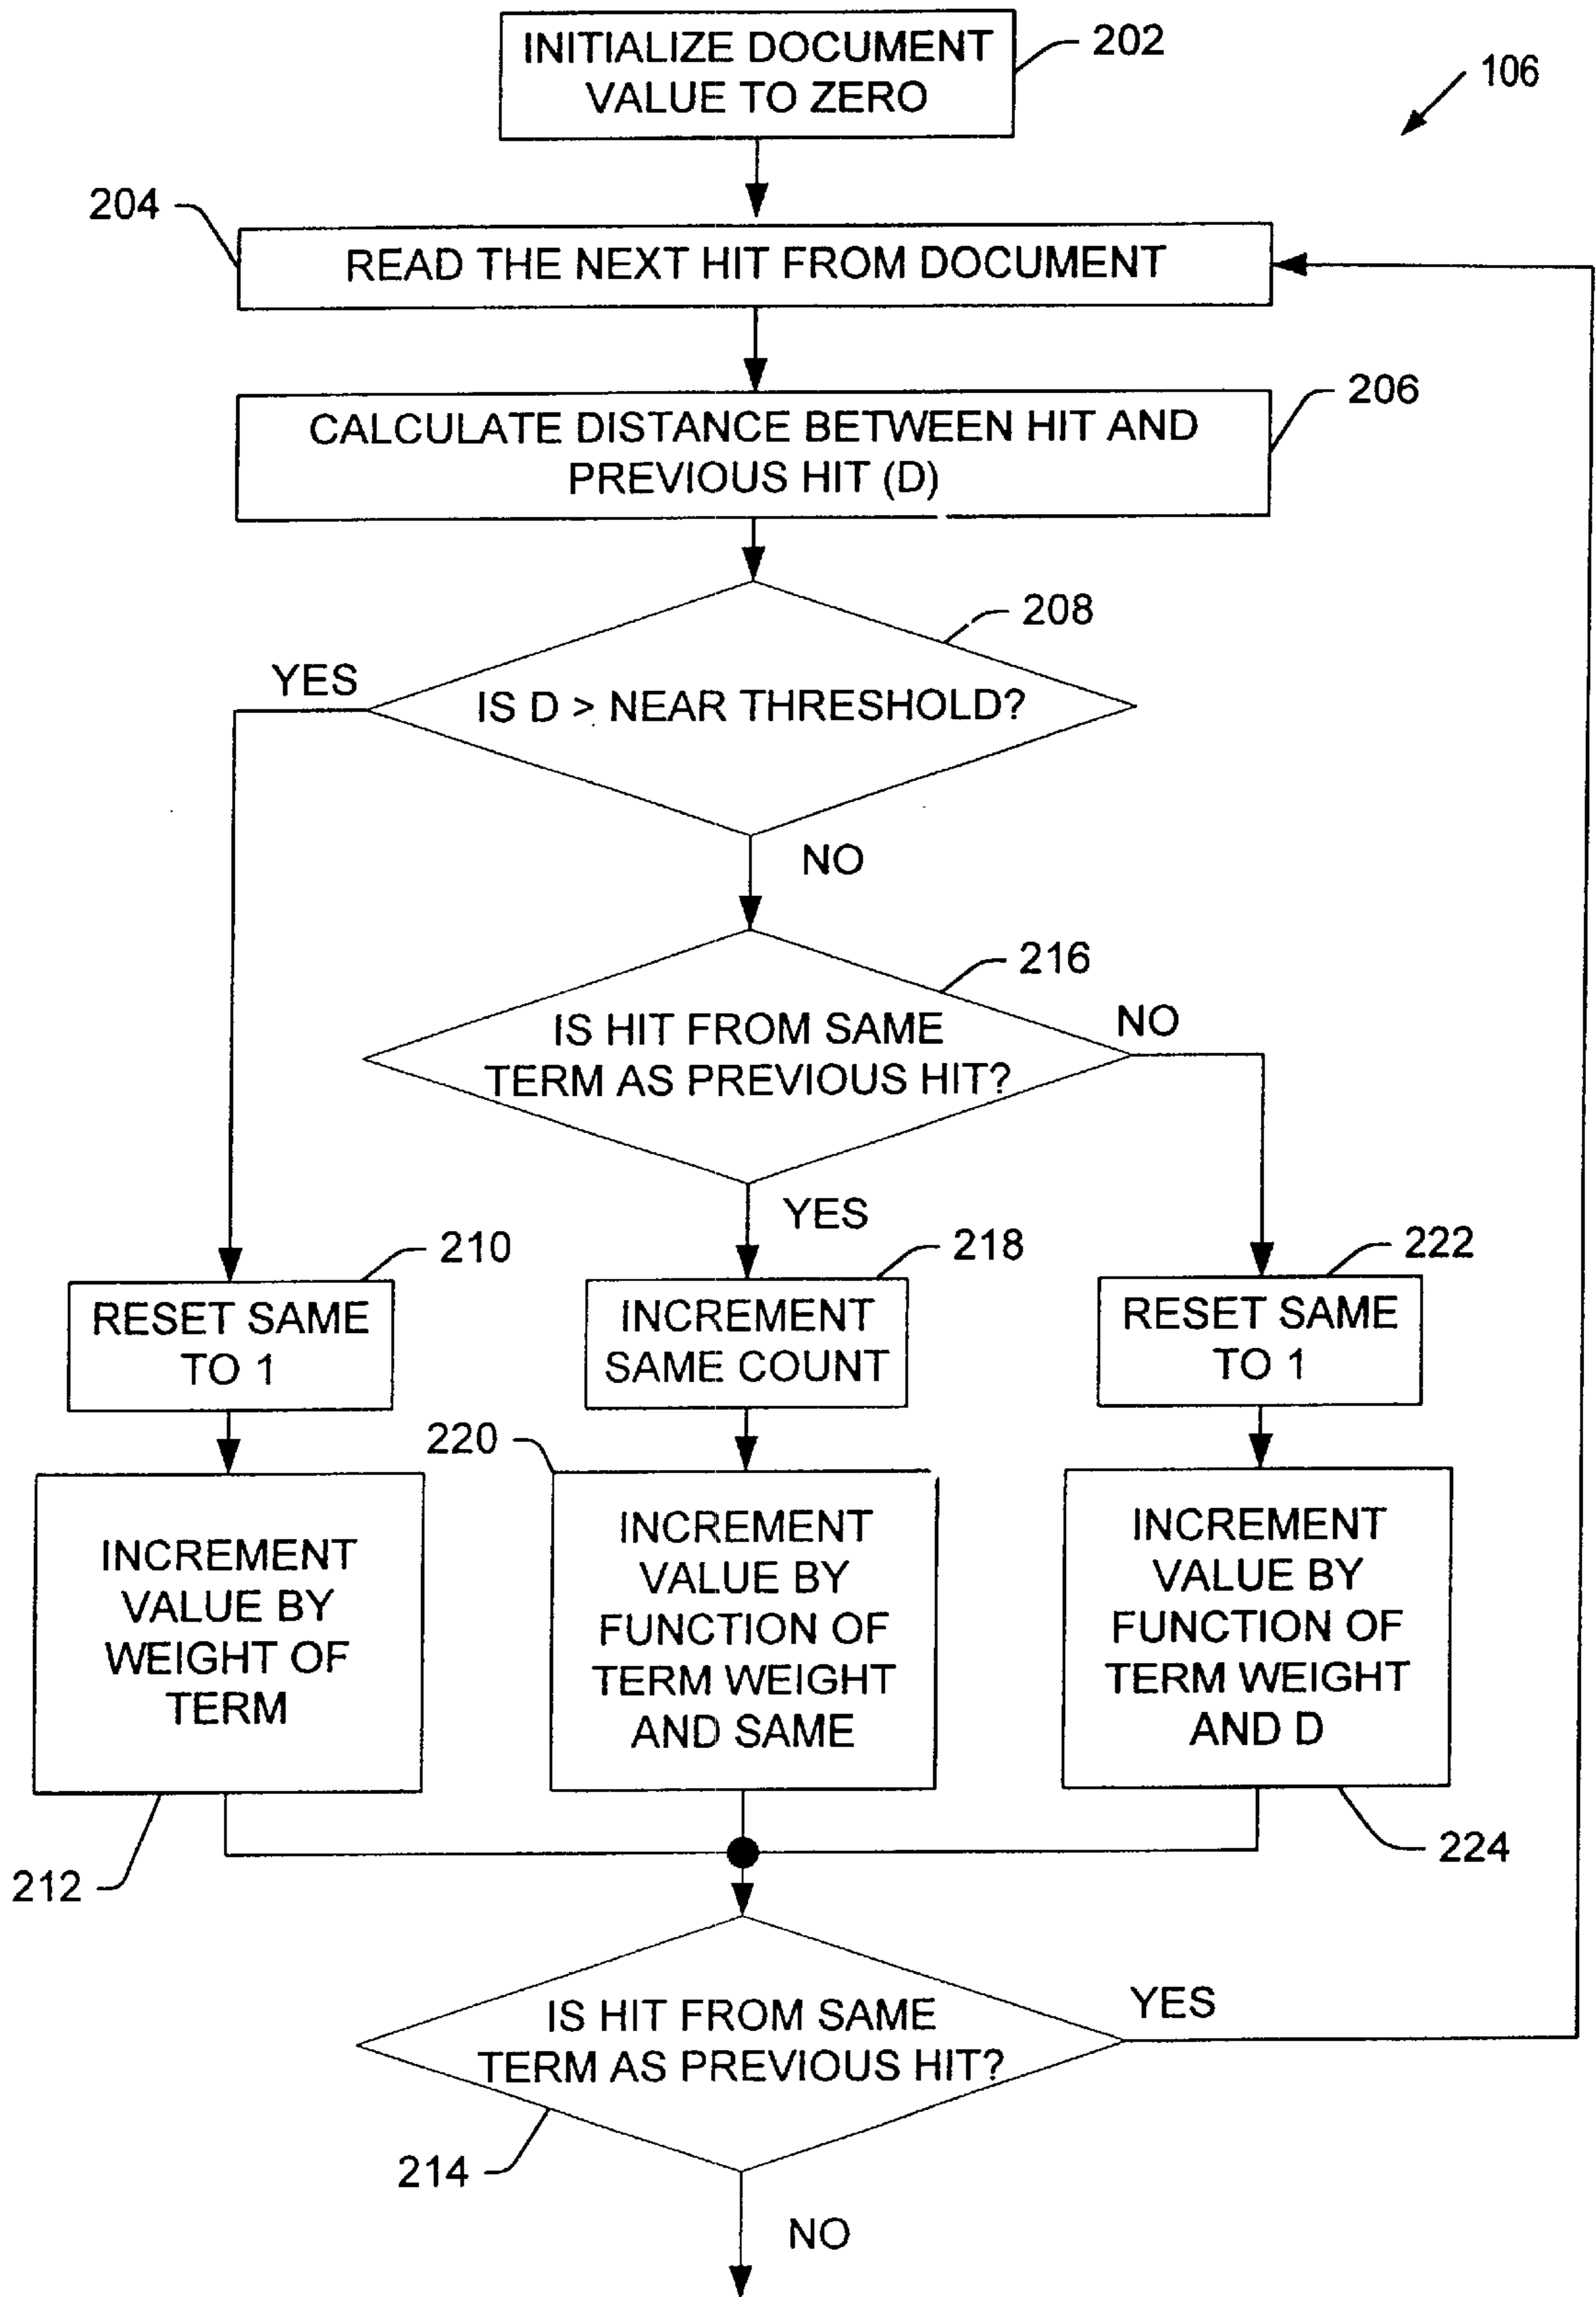 INITIALIZE DOCUMENT
VALUE TO ZERO
202
106
204
READ THE NEXT HIT FROM DOCUMENT
206
CALCULATE DISTANCE BETWEEN HIT AND
PREVIOUS HIT (D)
208
YES
IS D > NEAR THRESHOLD?
NO
216
IS HIT FROM SAME
TERM AS PREVIOUS HIT?
NO
YES
210
218
222
RESET SAME
TO 1
INCREMENT
SAME COUNT
RESET SAME
TO 1
220
INCREMENT
VALUE BY
WEIGHT OF
TERM
INCREMENT
VALUE BY
FUNCTION OF
TERM WEIGHT
AND SAME
INCREMENT
VALUE BY
FUNCTION OF
TERM WEIGHT
AND D
212
224
IS HIT FROM SAME
TERM AS PREVIOUS HIT?
YES
214
NO